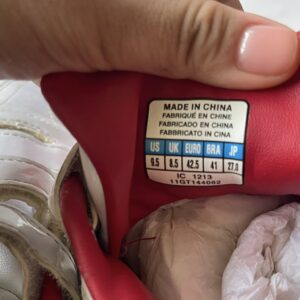 MADE IN CHINA
FABRIQUÉ EN CHINE
FABRICADO EN CHINA
FABBRICATO IN CINA
US UK EURO BRA JP
9.5 8.5 42.5 41 27.0
IC 1213
11GT144062